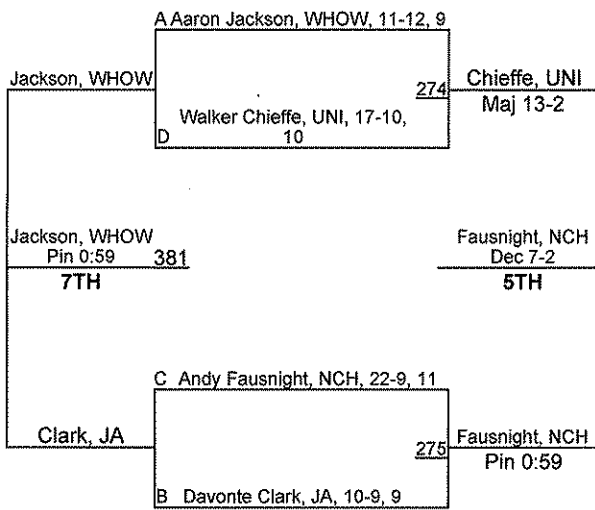 A Aaron Jackson, WHOW, 11-12, 9
Jackson, WHOW
274
Chieffe, UNI
Maj 13-2
Walker Chieffe, UNI, 17-10,
D 10
Jackson, WHOW
Pin 0:59 381
7TH
Fausnight, NCH
Dec 7-2
5TH
C Andy Fausnight, NCH, 22-9, 11
Clark, JA
275
Fausnight, NCH
Pin 0:59
B Davonte Clark, JA, 10-9, 9